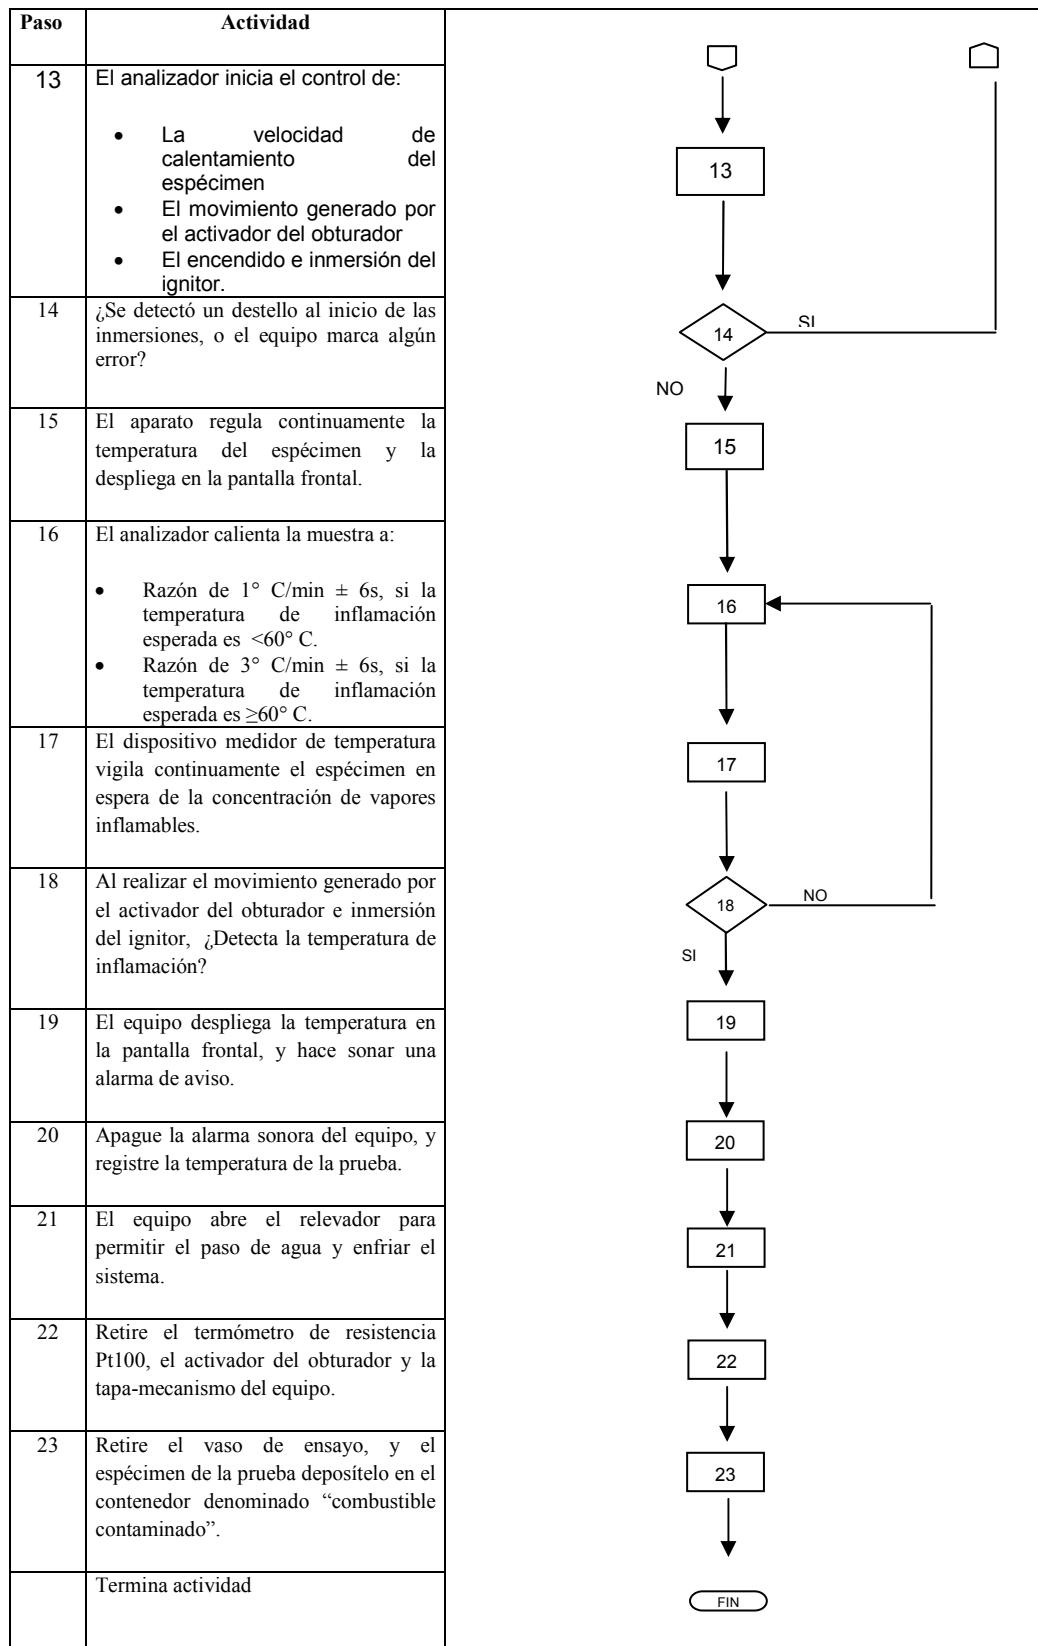 Paso Actividad
13 El analizador inicia el control de:
• La velocidad de
calentamiento del
espécimen
• El movimiento generado por
el activador del obturador
• El encendido e inmersión del
ignitor.
14 ¿Se detectó un destello al inicio de las
inmersiones, o el equipo marca algún
error?
15 El aparato regula continuamente la
temperatura del espécimen y la
despliega en la pantalla frontal.
16 El analizador calienta la muestra a:
• Razón de 1° C/min ± 6s, si la
temperatura de inflamación
esperada es <60° C.
• Razón de 3° C/min ± 6s, si la
temperatura de inflamación
esperada es ≥60° C.
17 El dispositivo medidor de temperatura
vigila continuamente el espécimen en
espera de la concentración de vapores
inflamables.
18 Al realizar el movimiento generado por
el activador del obturador e inmersión
del ignitor, ¿Detecta la temperatura de
inflamación?
19 El equipo despliega la temperatura en
la pantalla frontal, y hace sonar una
alarma de aviso.
20 Apague la alarma sonora del equipo, y
registre la temperatura de la prueba.
21 El equipo abre el relevador para
permitir el paso de agua y enfriar el
sistema.
22 Retire el termómetro de resistencia
Pt100, el activador del obturador y la
tapa-mecanismo del equipo.
23 Retire el vaso de ensayo, y el
espécimen de la prueba deposítelo en el
contenedor denominado “combustible
contaminado”.
Termina actividad
13
14
SI
NO
15
16
17
18
NO
SI
19
20
21
22
23
FIN